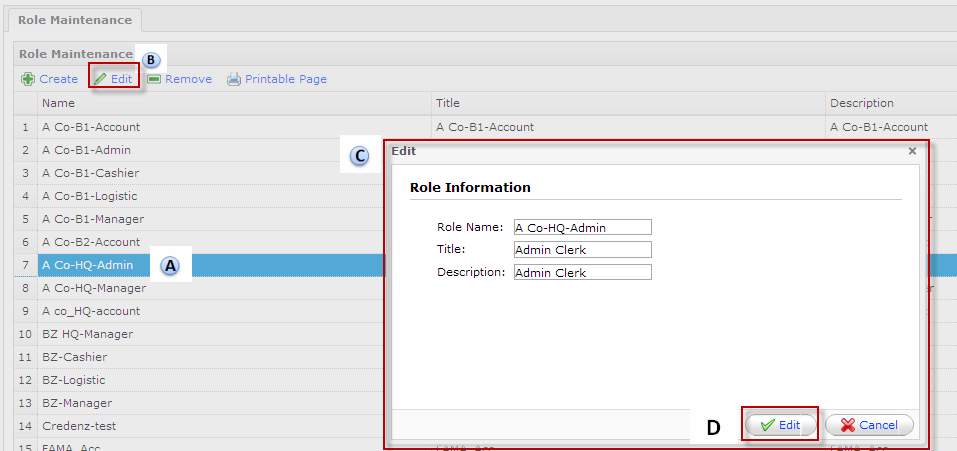 Role Maintenance
Role Maintenance B
Create Edit Remove Printable Page
Name Title Description
1 A Co-B1-Account A Co-B1-Account A Co-B1-Account
2 A Co-B1-Admin
C Edit
3 A Co-B1-Cashier
Role Information
4 A Co-B1-Logistic
5 A Co-B1-Manager
Role Name: A Co-HQ-Admin
6 A Co-B2-Account
Title: Admin Clerk
7 A Co-HQ-Admin A
Description: Admin Clerk
8 A Co-HQ-Manager
9 A co_HQ-account
10 BZ HQ-Manager
11 BZ-Cashier
12 BZ-Logistic
13 BZ-Manager
14 Credenz-test
D Edit Cancel
15 FAMA_Acc FAMA_Acc FAMA_Acc